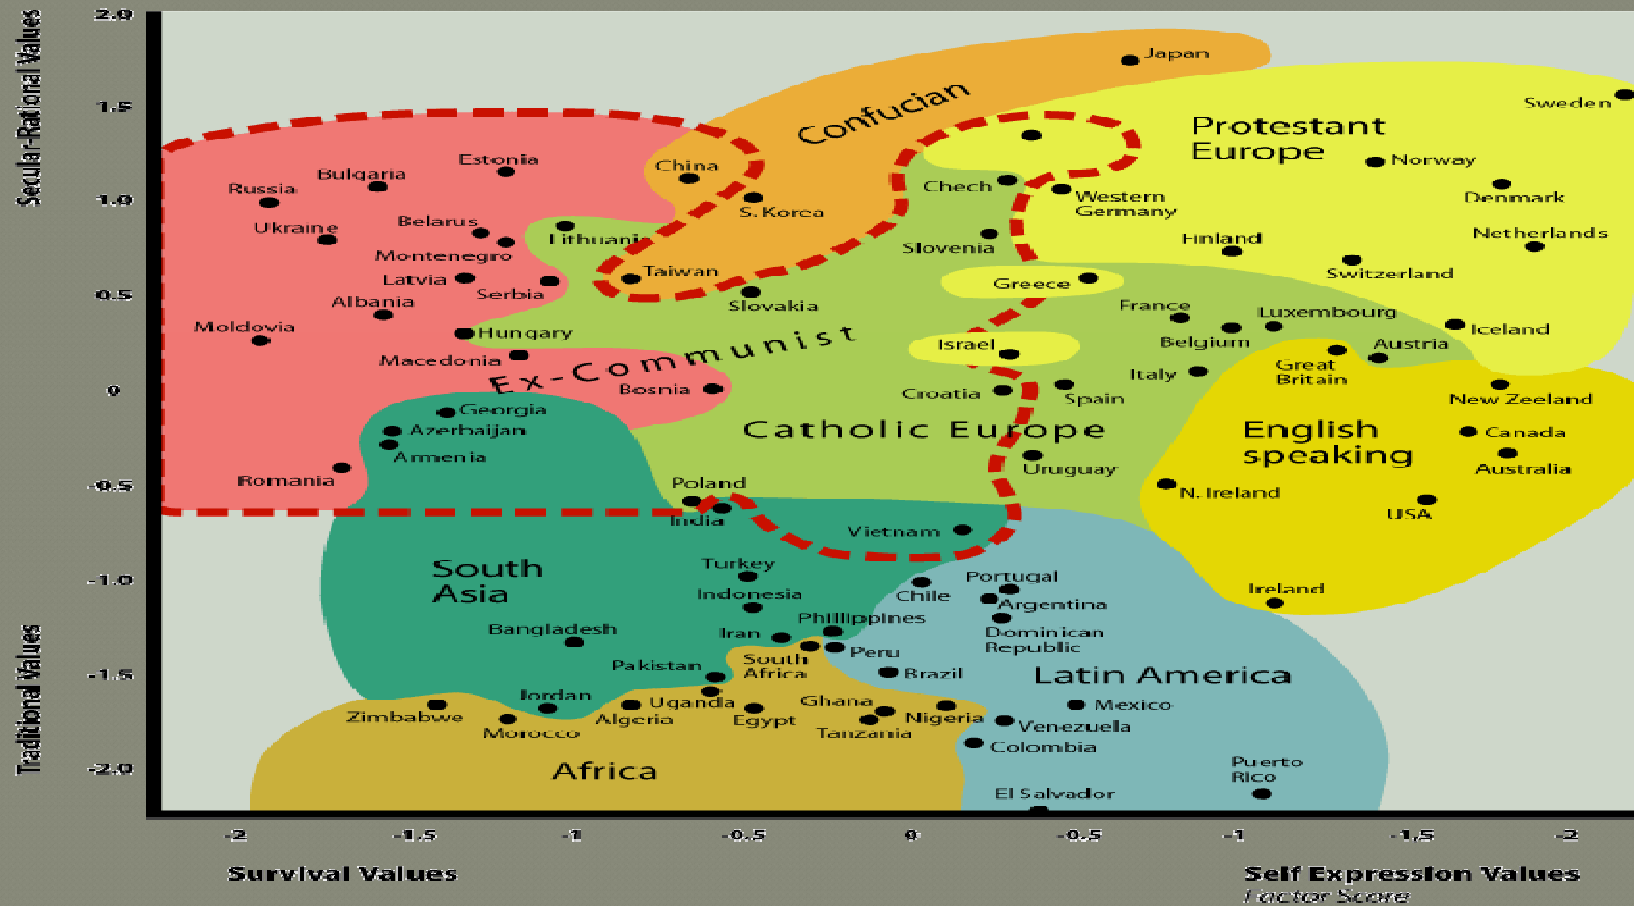 Secular-Rational Values
Traditional Values
2.0
1.5
1.0
0.5
0
-0.5
-1.0
-1.5
-2.0
Japan
Confucian
Sweden
Protestant
Europe
Norway
Denmark
Netherlands
Western
Germany
Finland
Switzerland
Iceland
Estonia
Bulgaria
Russia
Ukraine
Belarus
Montenegro
Lithuania
Latvia
Serbia
Albania
Moldovia
Hungary
Macedonia
Bosnia
Romania
China
S. Korea
Taiwan
Chech
Slovenia
Slovakia
Greece
Israel
Ex-Communist
France
Luxembourg
Belgium
Austria
Italy
Croatia
Spain
Catholic Europe
Uruguay
Poland
Great
Britain
New Zeeland
English
speaking
Canada
Australia
N. Ireland
USA
Ireland
Georgia
Azerbaijan
Armenia
India
Vietnam
South
Asia
Turkey
Indonesia
Bangladesh
Iran
Phillippines
Pakistan
Jordan
Chile
Portugal
Argentina
Dominican
Republic
Peru
Brazil
Latin America
Mexico
Venezuella
Colombia
Puerto
Rico
El Salvador
South
Africa
Zimbabwe
Morocco
Algeria
Uganda
Egypt
Ghana
Tanzania
Nigeria
Africa
-2
-1.5
-1
-0.5
0
-0.5
-1
-1,5
-2
Survival Values
Self Expression Values
Factor Score